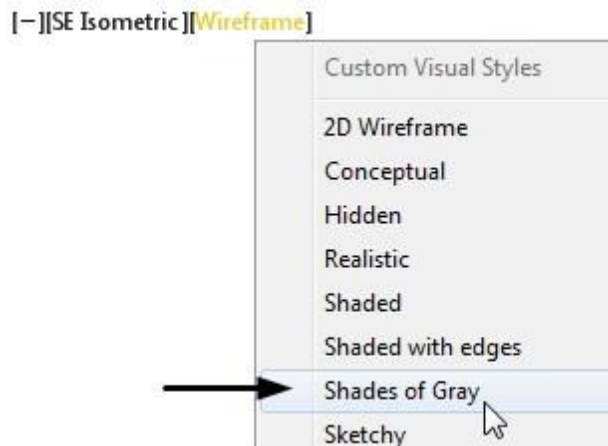 [−][SE Isometric][Wireframe]
Custom Visual Styles
2D Wireframe
Conceptual
Hidden
Realistic
Shaded
Shaded with edges
Shades of Gray
Sketchy